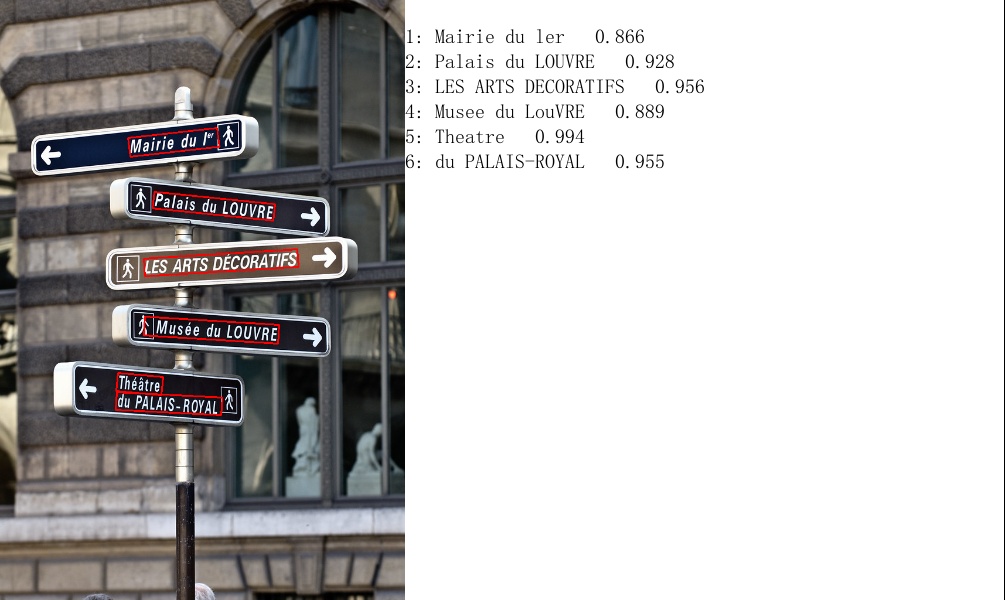 Mairie du Ier
Palais du LOUVRE
LES ARTS DÉCORATIFS
Musée du LOUVRE
Théâtre
du PALAIS-ROYAL
1: Mairie du ler 0.866
2: Palais du LOUVRE 0.928
3: LES ARTS DECORATIFS 0.956
4: Musee du LouVRE 0.889
5: Theatre 0.994
6: du PALAIS-ROYAL 0.955